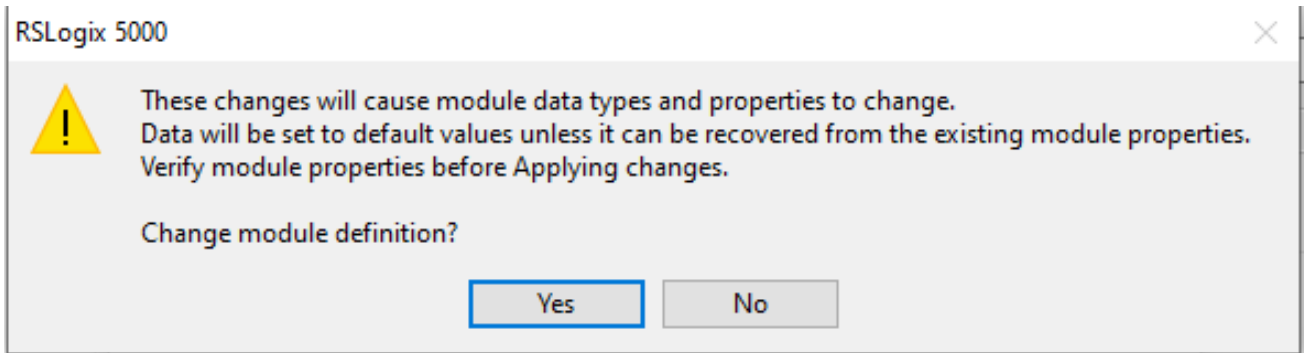 RSLogix 5000
These changes will cause module data types and properties to change.
Data will be set to default values unless it can be recovered from the existing module properties.
Verify module properties before Applying changes.
Change module definition?
Yes No